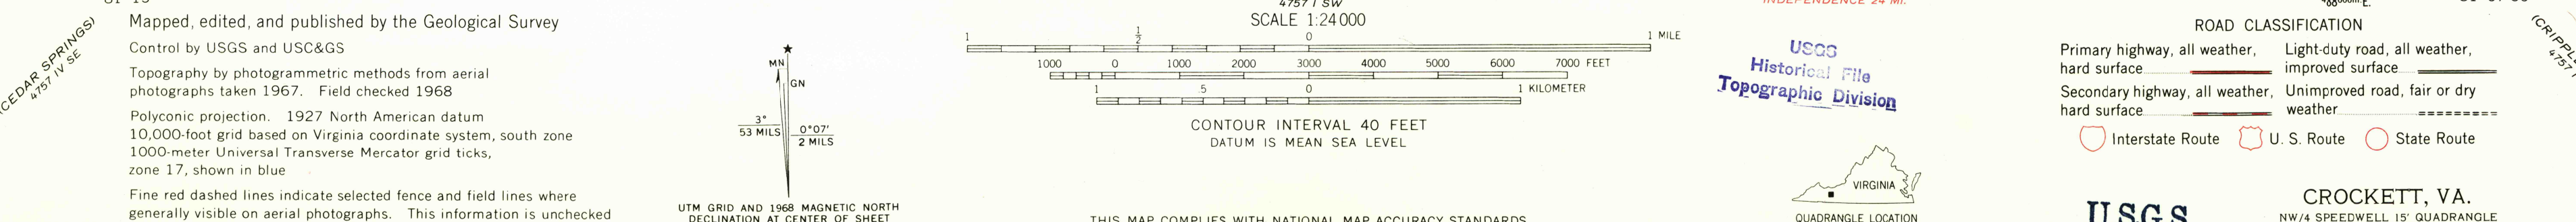 (CEDAR SPRINGS)
4757 IV SE
Mapped, edited, and published by the Geological Survey
Control by USGS and USC&GS
Topography by photogrammetric methods from aerial
photographs taken 1967. Field checked 1968
Polyconic projection. 1927 North American datum
10,000-foot grid based on Virginia coordinate system, south zone
1000-meter Universal Transverse Mercator grid ticks,
zone 17, shown in blue
Fine red dashed lines indicate selected fence and field lines where
generally visible on aerial photographs. This information is unchecked
MN
GN
3°
53 MILS
0°07′
2 MILS
UTM GRID AND 1968 MAGNETIC NORTH
DECLINATION AT CENTER OF SHEET
4757 I SW
SCALE 1:24 000
1 ½ 0 1 MILE
1000 0 1000 2000 3000 4000 5000 6000 7000 FEET
1 .5 0 1 KILOMETER
CONTOUR INTERVAL 40 FEET
DATUM IS MEAN SEA LEVEL
THIS MAP COMPLIES WITH NATIONAL MAP ACCURACY STANDARDS
INDEPENDENCE 24 MI.
USGS
Historical File
Topographic Division
VIRGINIA
QUADRANGLE LOCATION
ROAD CLASSIFICATION
Primary highway, all weather,
hard surface
Light-duty road, all weather,
improved surface
Secondary highway, all weather,
hard surface
Unimproved road, fair or dry
weather
Interstate Route U. S. Route State Route
USGS
CROCKETT, VA.
NW/4 SPEEDWELL 15′ QUADRANGLE
(CRIPPL
4757